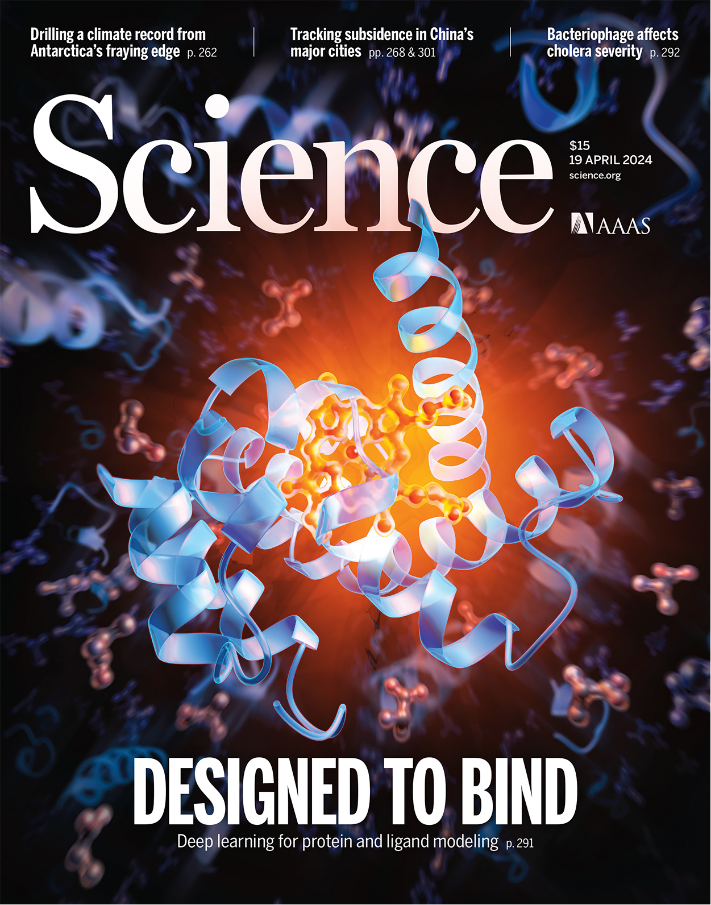 Drilling a climate record from
Antarctica's fraying edge p. 262
Tracking subsidence in China's
major cities pp. 268 & 301
Bacteriophage affects
cholera severity p. 292
Science
$15
19 APRIL 2024
science.org
AAAS
DESIGNED TO BIND
Deep learning for protein and ligand modeling p. 291